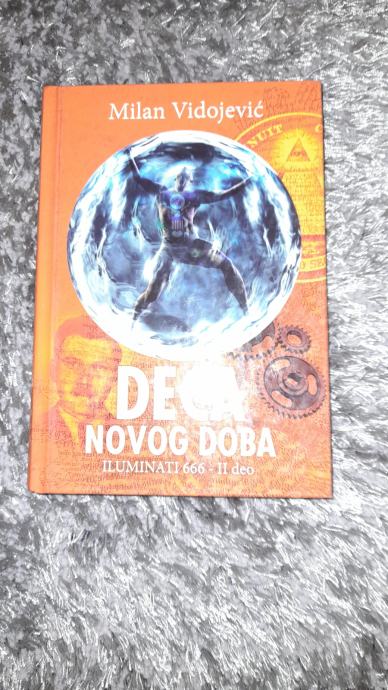 Milan Vidojević
DECA
NOVOG DOBA
ILUMINATI 666 - II deo